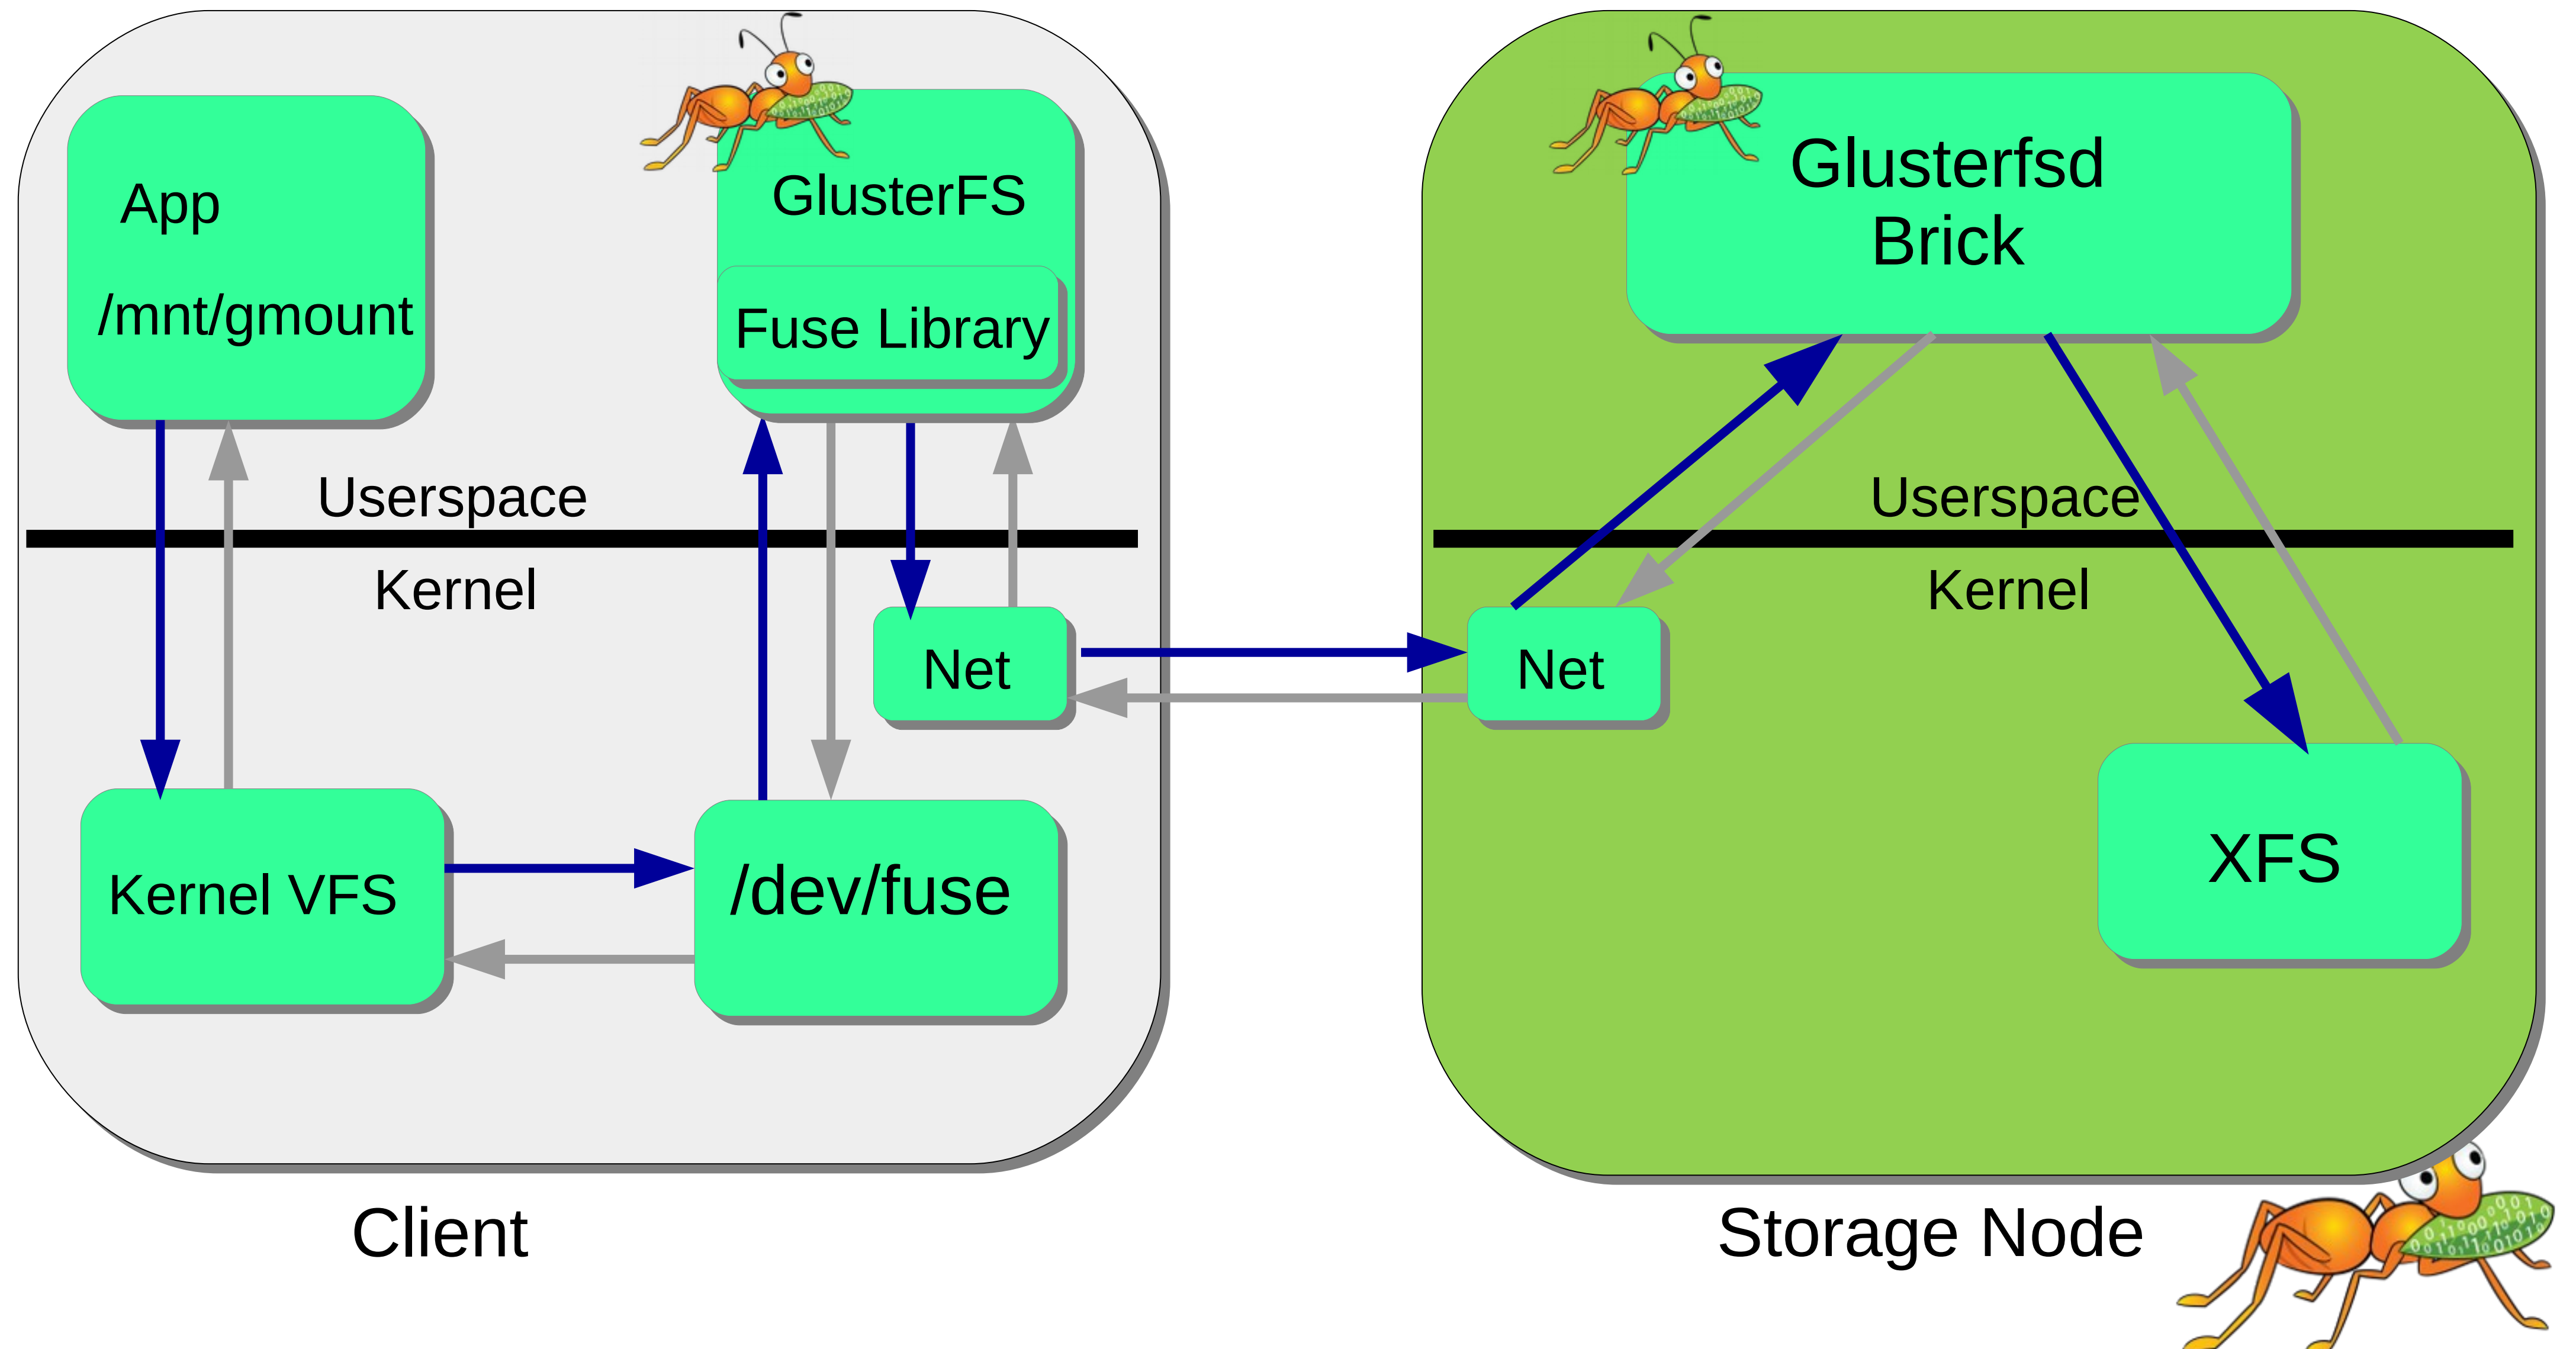 App
/mnt/gmount
GlusterFS
Fuse Library
Userspace
Kernel
Net
Kernel VFS
/dev/fuse
Client
Glusterfsd
Brick
Userspace
Kernel
Net
XFS
Storage Node